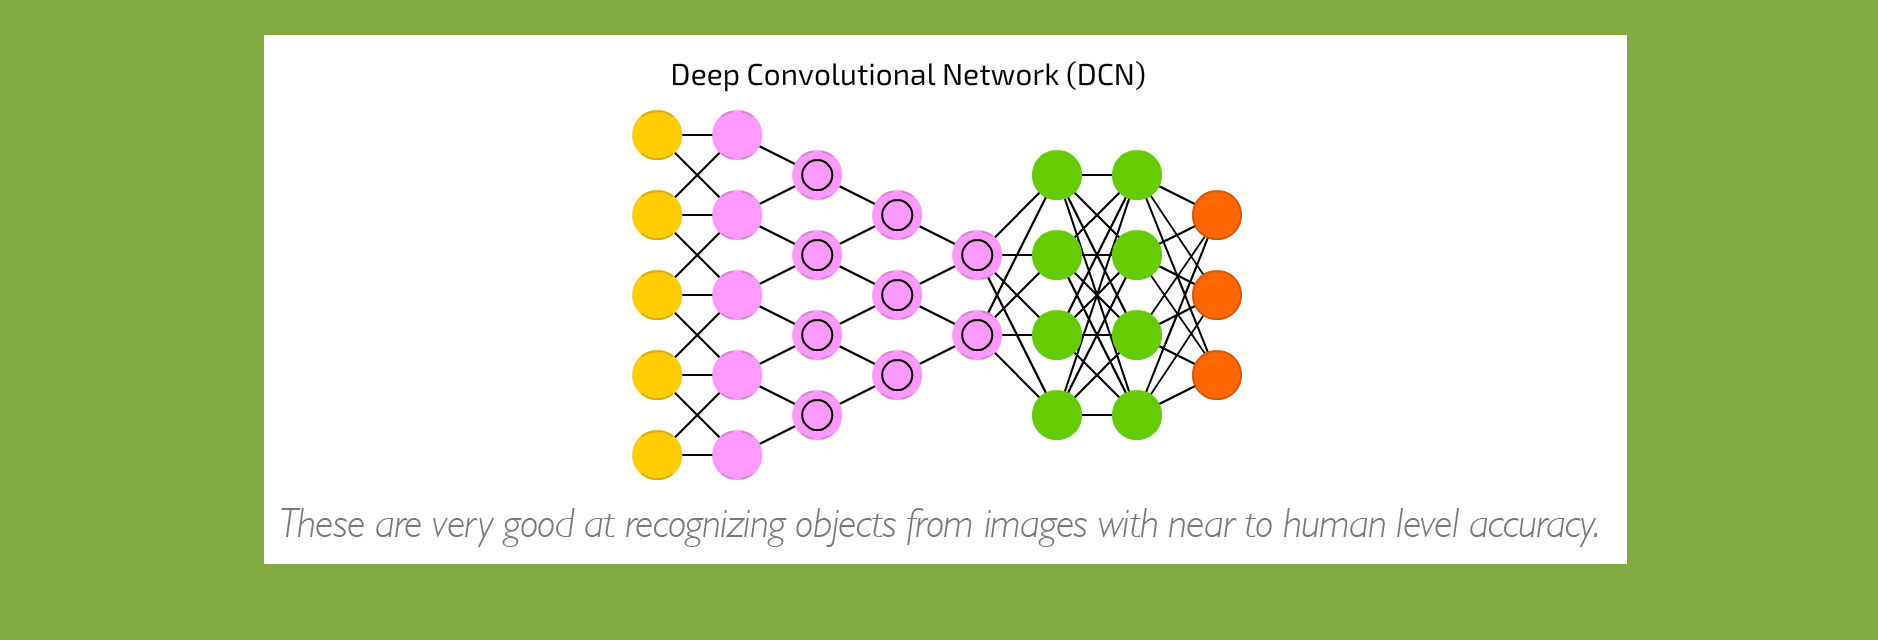 Deep Convolutional Network (DCN)
These are very good at recognizing objects from images with near to human level accuracy.